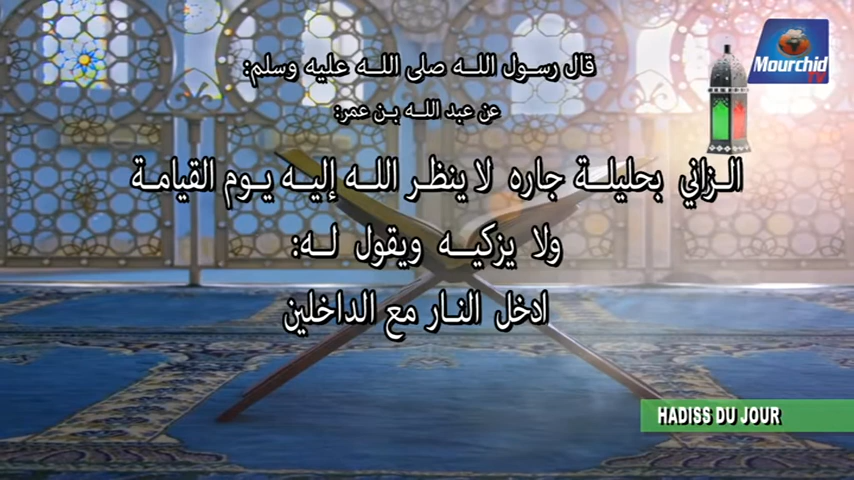 قال رسول الله صلى الله عليه وسلم:
عن عبد الله بن عمر:
الزاني بحليلة جاره لا ينظر الله إليه يوم القيامة
ولا يزكيه ويقول له:
ادخل النار مع الداخلين
Mourchid TV
HADISS DU JOUR